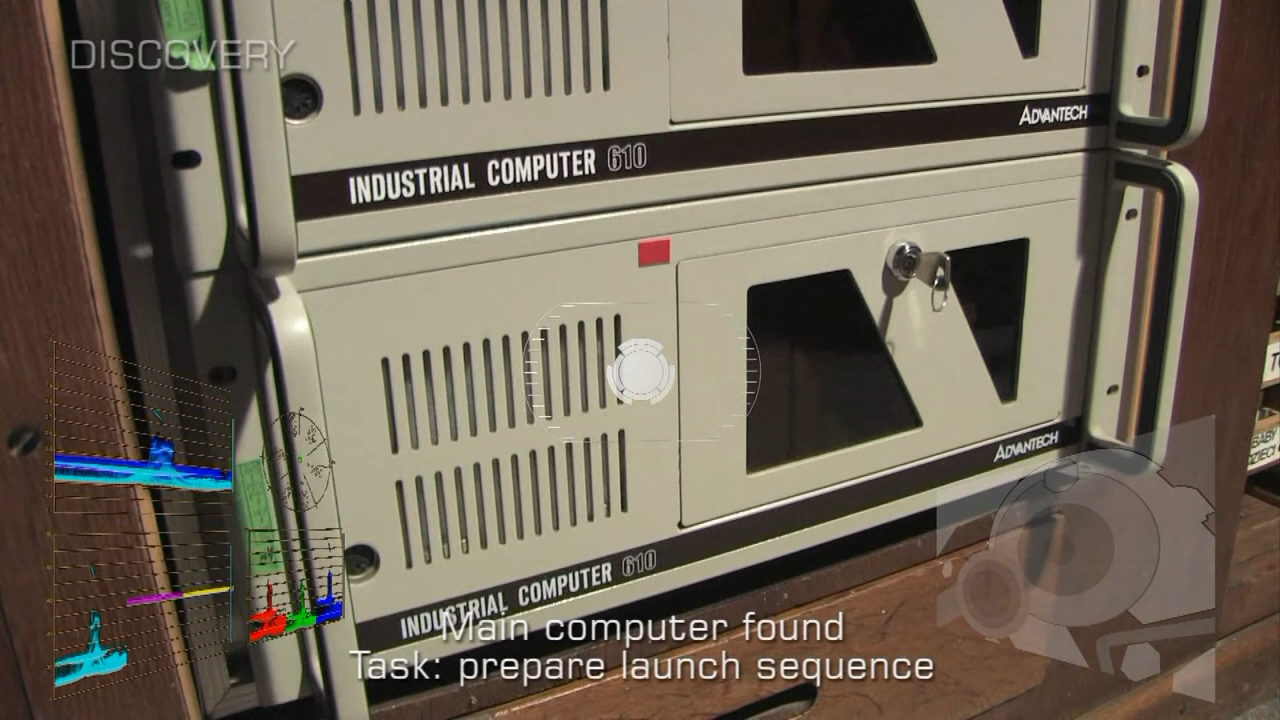 DISCOVERY
ADVANTECH
INDUSTRIAL COMPUTER 610
ADVANTECH
INDUSTRIAL COMPUTER 610
Main computer found
Task: prepare launch sequence